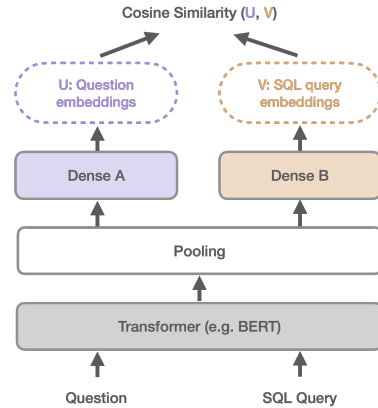 Cosine Similarity (U, V)
U: Question
embeddings
V: SQL query
embeddings
Dense A
Dense B
Pooling
Transformer (e.g. BERT)
Question
SQL Query